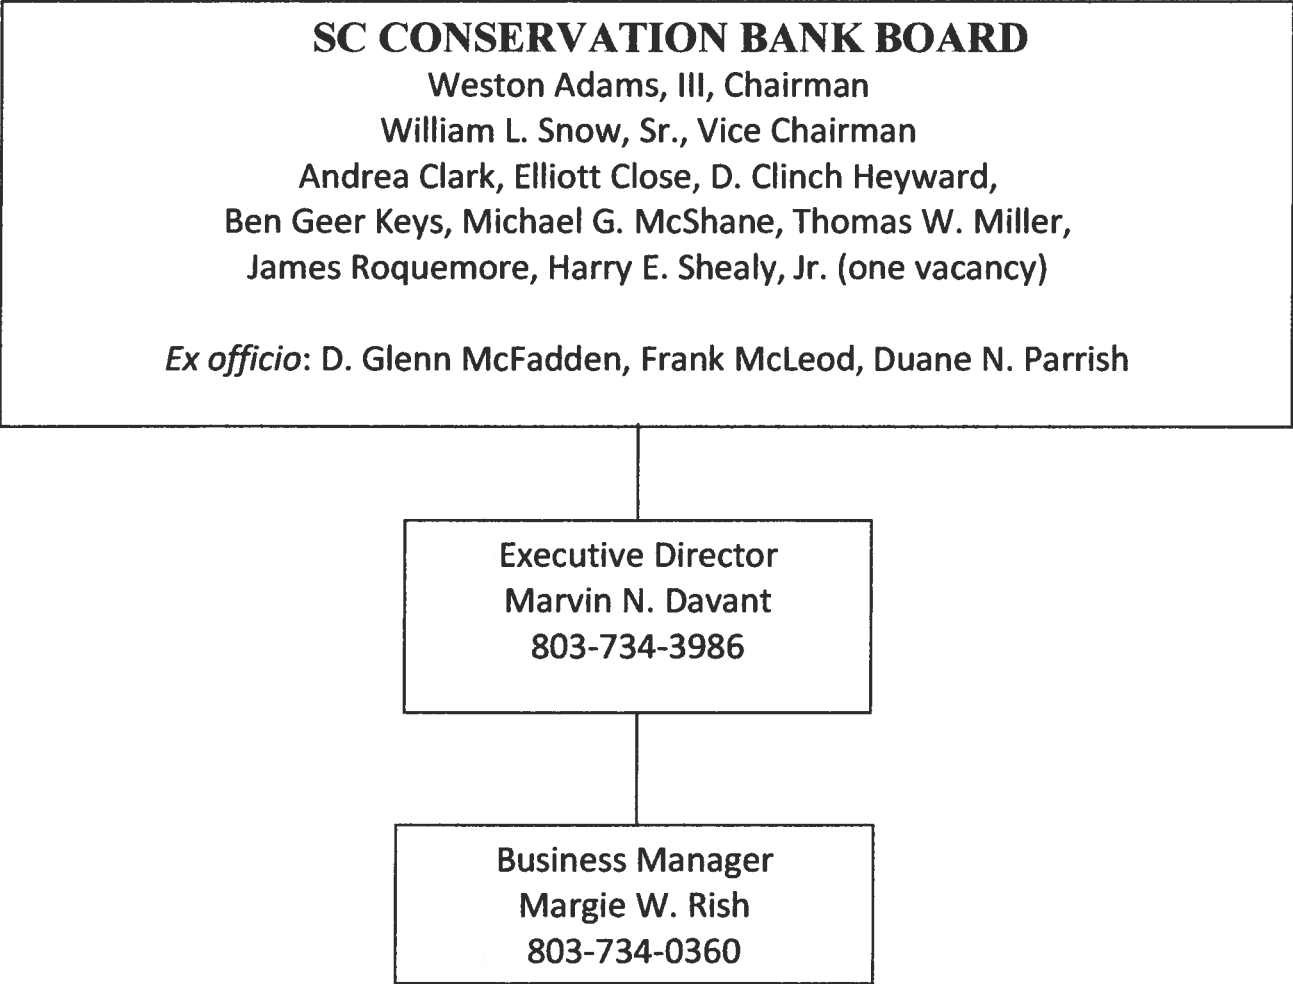 SC CONSERVATION BANK BOARD
Weston Adams, III, Chairman
William L. Snow, Sr., Vice Chairman
Andrea Clark, Elliott Close, D. Clinch Heyward,
Ben Geer Keys, Michael G. McShane, Thomas W. Miller,
James Roquemore, Harry E. Shealy, Jr. (one vacancy)
Ex officio: D. Glenn McFadden, Frank McLeod, Duane N. Parrish
Executive Director
Marvin N. Davant
803-734-3986
Business Manager
Margie W. Rish
803-734-0360